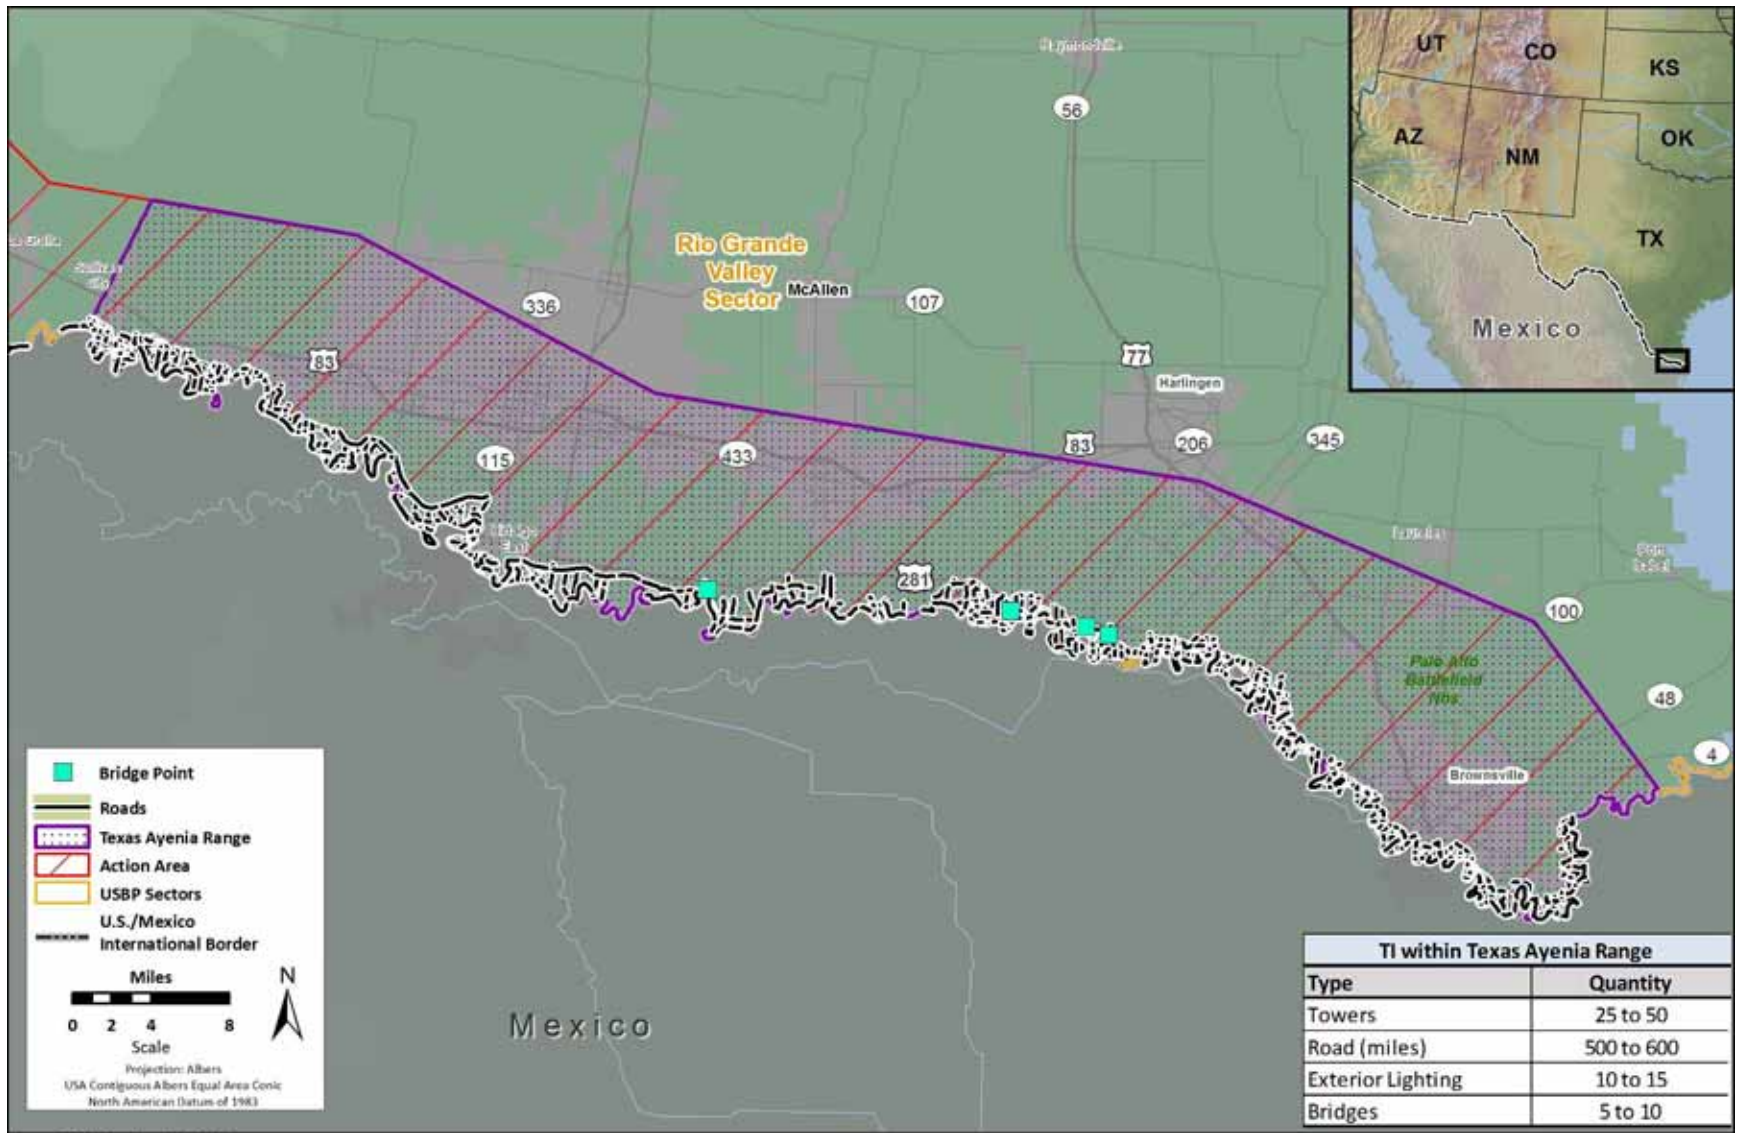 Raymondville
56
UT
CO
KS
AZ
NM
OK
TX
Mexico
Rio Grande
Valley
Sector
McAllen
336
107
83
77
Harlingen
115
433
83
206
345
281
100
Palo Alto
Battlefield
Nhs
48
4
Brownsville
Bridge Point
Roads
Texas Ayenia Range
Action Area
USBP Sectors
U.S./Mexico
International Border
Miles
N
0 2 4 8
Scale
Projection: Albers
USA Contiguous Albers Equal Area Conic
North American Datum of 1983
Mexico
TI within Texas Ayenia Range
Type Quantity
Towers 25 to 50
Road (miles) 500 to 600
Exterior Lighting 10 to 15
Bridges 5 to 10